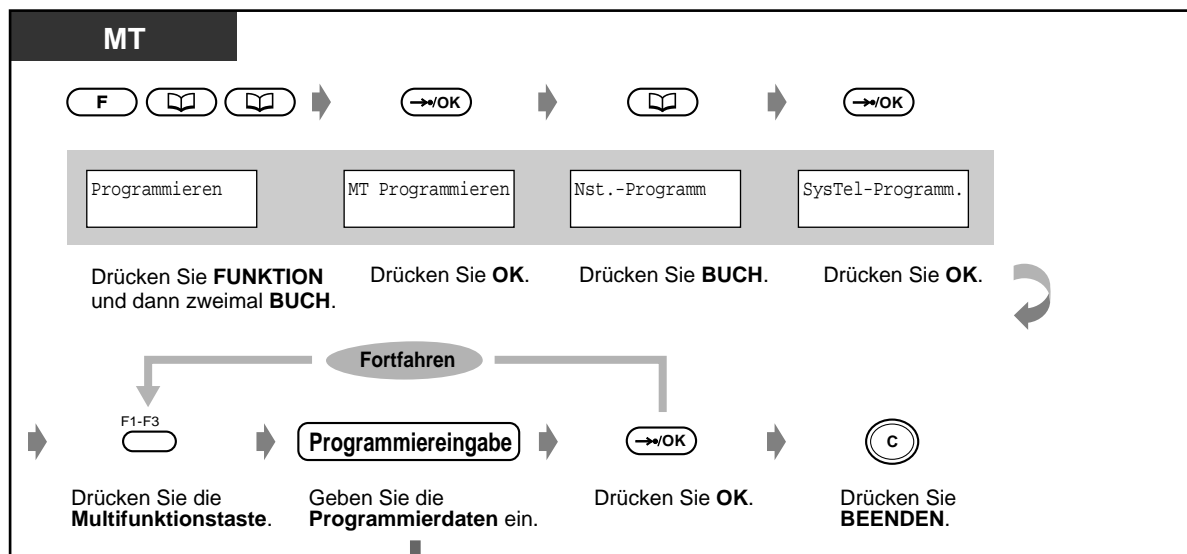 MT
F
→/OK
→/OK
Programmieren
MT Programmieren
Nst.-Programm
SysTel-Programm.
Drücken Sie FUNKTION
und dann zweimal BUCH.
Drücken Sie OK.
Drücken Sie BUCH.
Drücken Sie OK.
Fortfahren
F1-F3
Programmiereingabe
→/OK
C
Drücken Sie die
Multifunktionstaste.
Geben Sie die
Programmierdaten ein.
Drücken Sie OK.
Drücken Sie
BEENDEN.